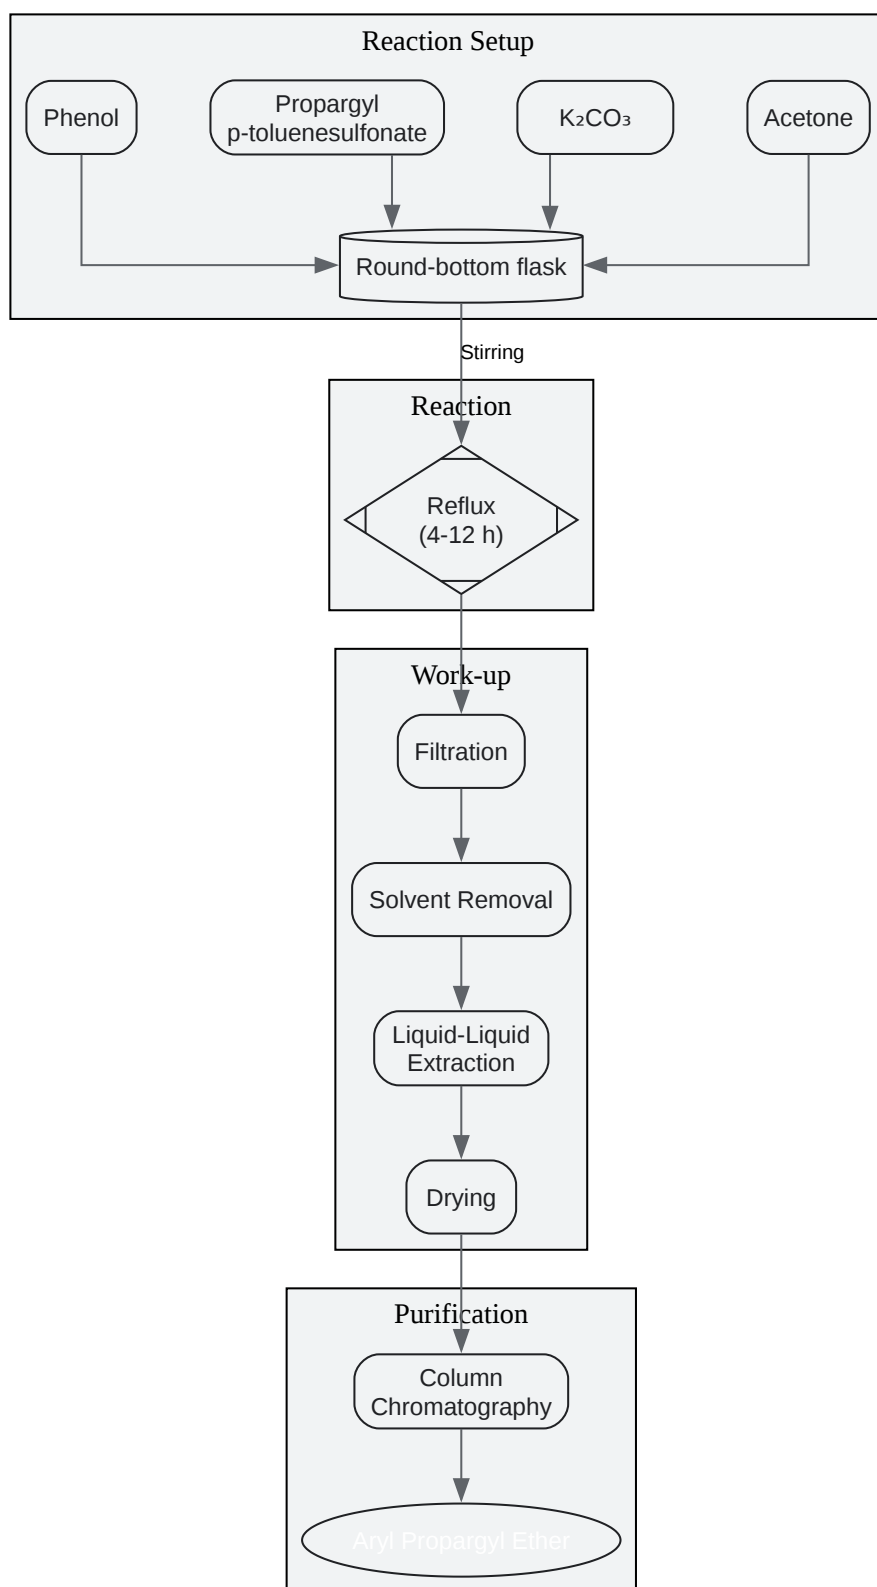 Reaction Setup
Phenol
Propargyl
p-toluenesulfonate
K₂CO₃
Acetone
Round-bottom flask
Stirring
Reaction
Reflux
(4-12 h)
Work-up
Filtration
Solvent Removal
Liquid-Liquid
Extraction
Drying
Purification
Column
Chromatography
Aryl Propargyl Ether